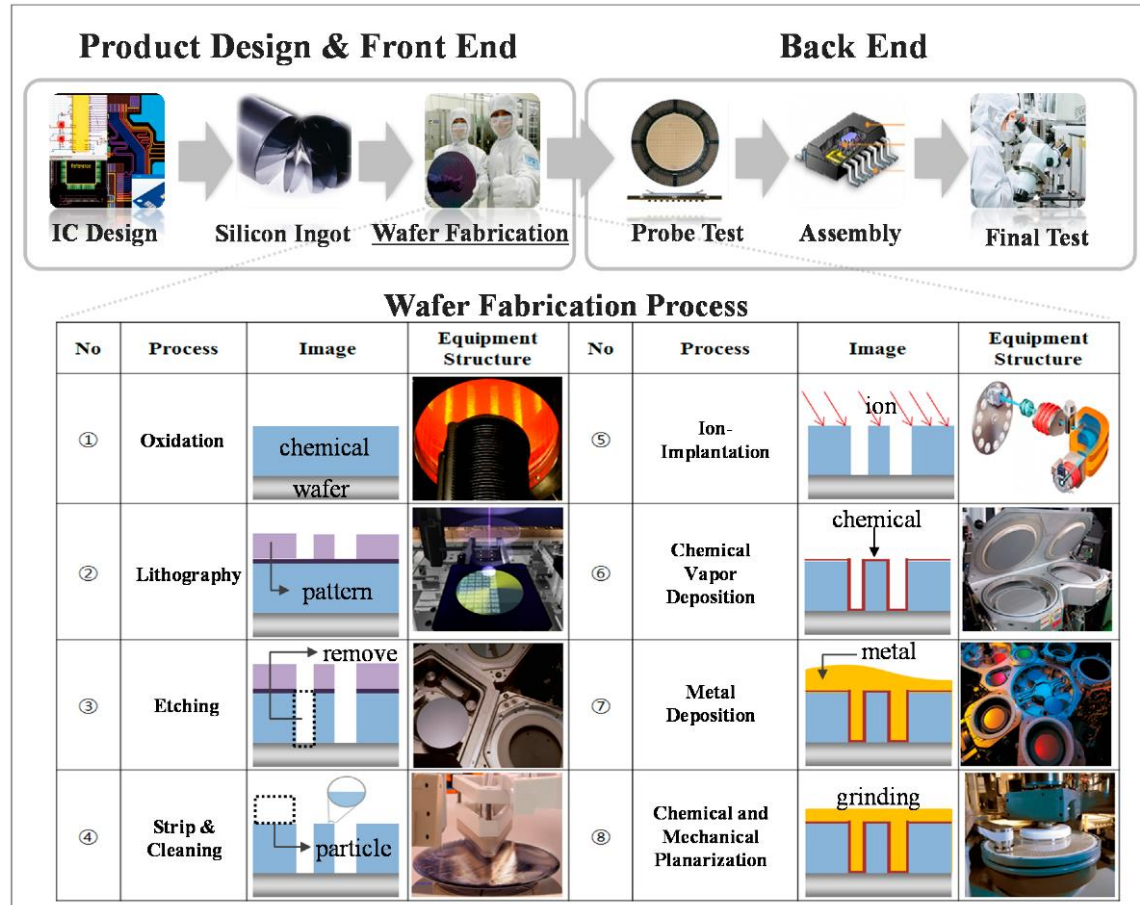 Product Design & Front End
Back End
IC Design
Silicon Ingot
Wafer Fabrication
Probe Test
Assembly
Final Test
Wafer Fabrication Process
No
Process
Image
Equipment
Structure
No
Process
Image
Equipment
Structure
①
Oxidation
chemical
wafer
⑤
Ion-
Implantation
ion
②
Lithography
pattern
⑥
Chemical
Vapor
Deposition
chemical
③
Etching
remove
⑦
Metal
Deposition
metal
④
Strip &
Cleaning
particle
⑧
Chemical and
Mechanical
Planarization
grinding